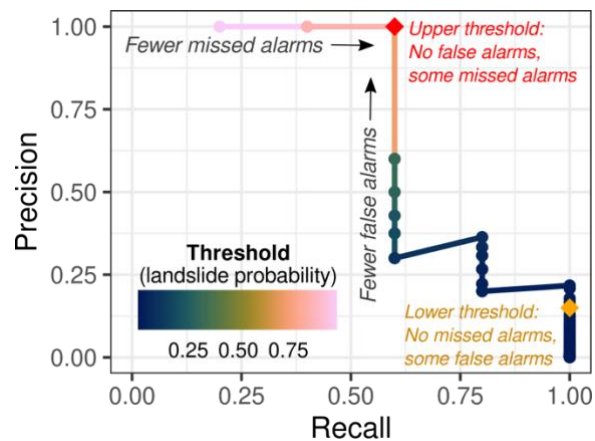 1.00
0.75
0.50
0.25
0.00
Precision
Fewer missed alarms
Upper threshold:
No false alarms,
some missed alarms
Fewer false alarms
Threshold
(landslide probability)
0.25 0.50 0.75
Lower threshold:
No missed alarms,
some false alarms
0.00 0.25 0.50 0.75 1.00
Recall